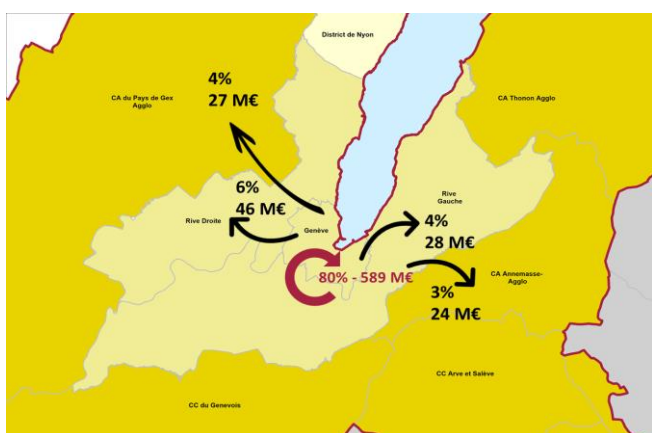 District de Nyon
4%
27 M€
CA du Pays de Gex
Agglo
CA Thonon Agglo
6%
46 M€
Rive Droite
Genève
Rive
Gauche
4%
28 M€
80% - 589 M€
CA Annemasse-
Agglo
3%
24 M€
CC Arve et Salève
CC du Genevois